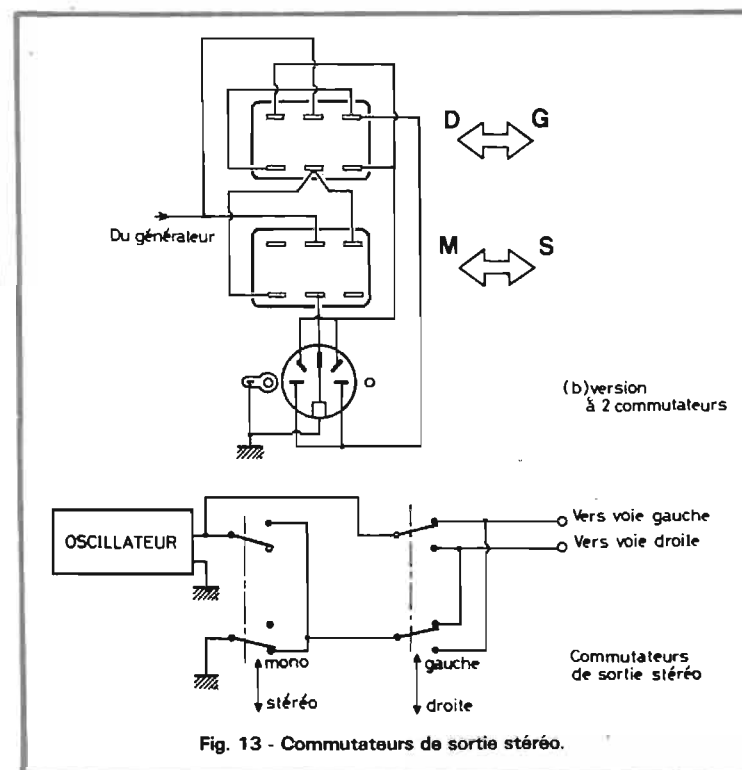 D G
Du générateur
M S
(b) version
à 2 commutateurs
OSCILLATEUR
Vers voie gauche
Vers voie droile
mono
gauche
stéréo
droite
Commutateurs
de sortie stéréo
Fig. 13 - Commutateurs de sortie stéréo.